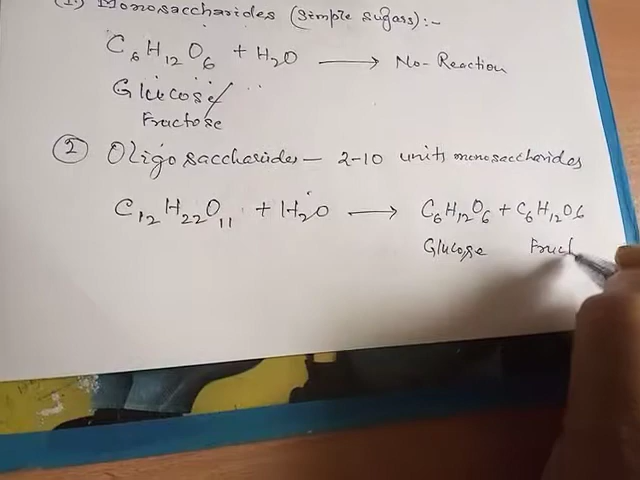 (1.) Monosaccharides (Simple Sugars):-
C6H12O6 + H2O ⟶ No-Reaction
Glucose/
Fructose
(2) Oligosaccharides — 2-10 units monosaccharides
C12H22O11 + H2O ⟶ C6H12O6 + C6H12O6
Glucose Fruct